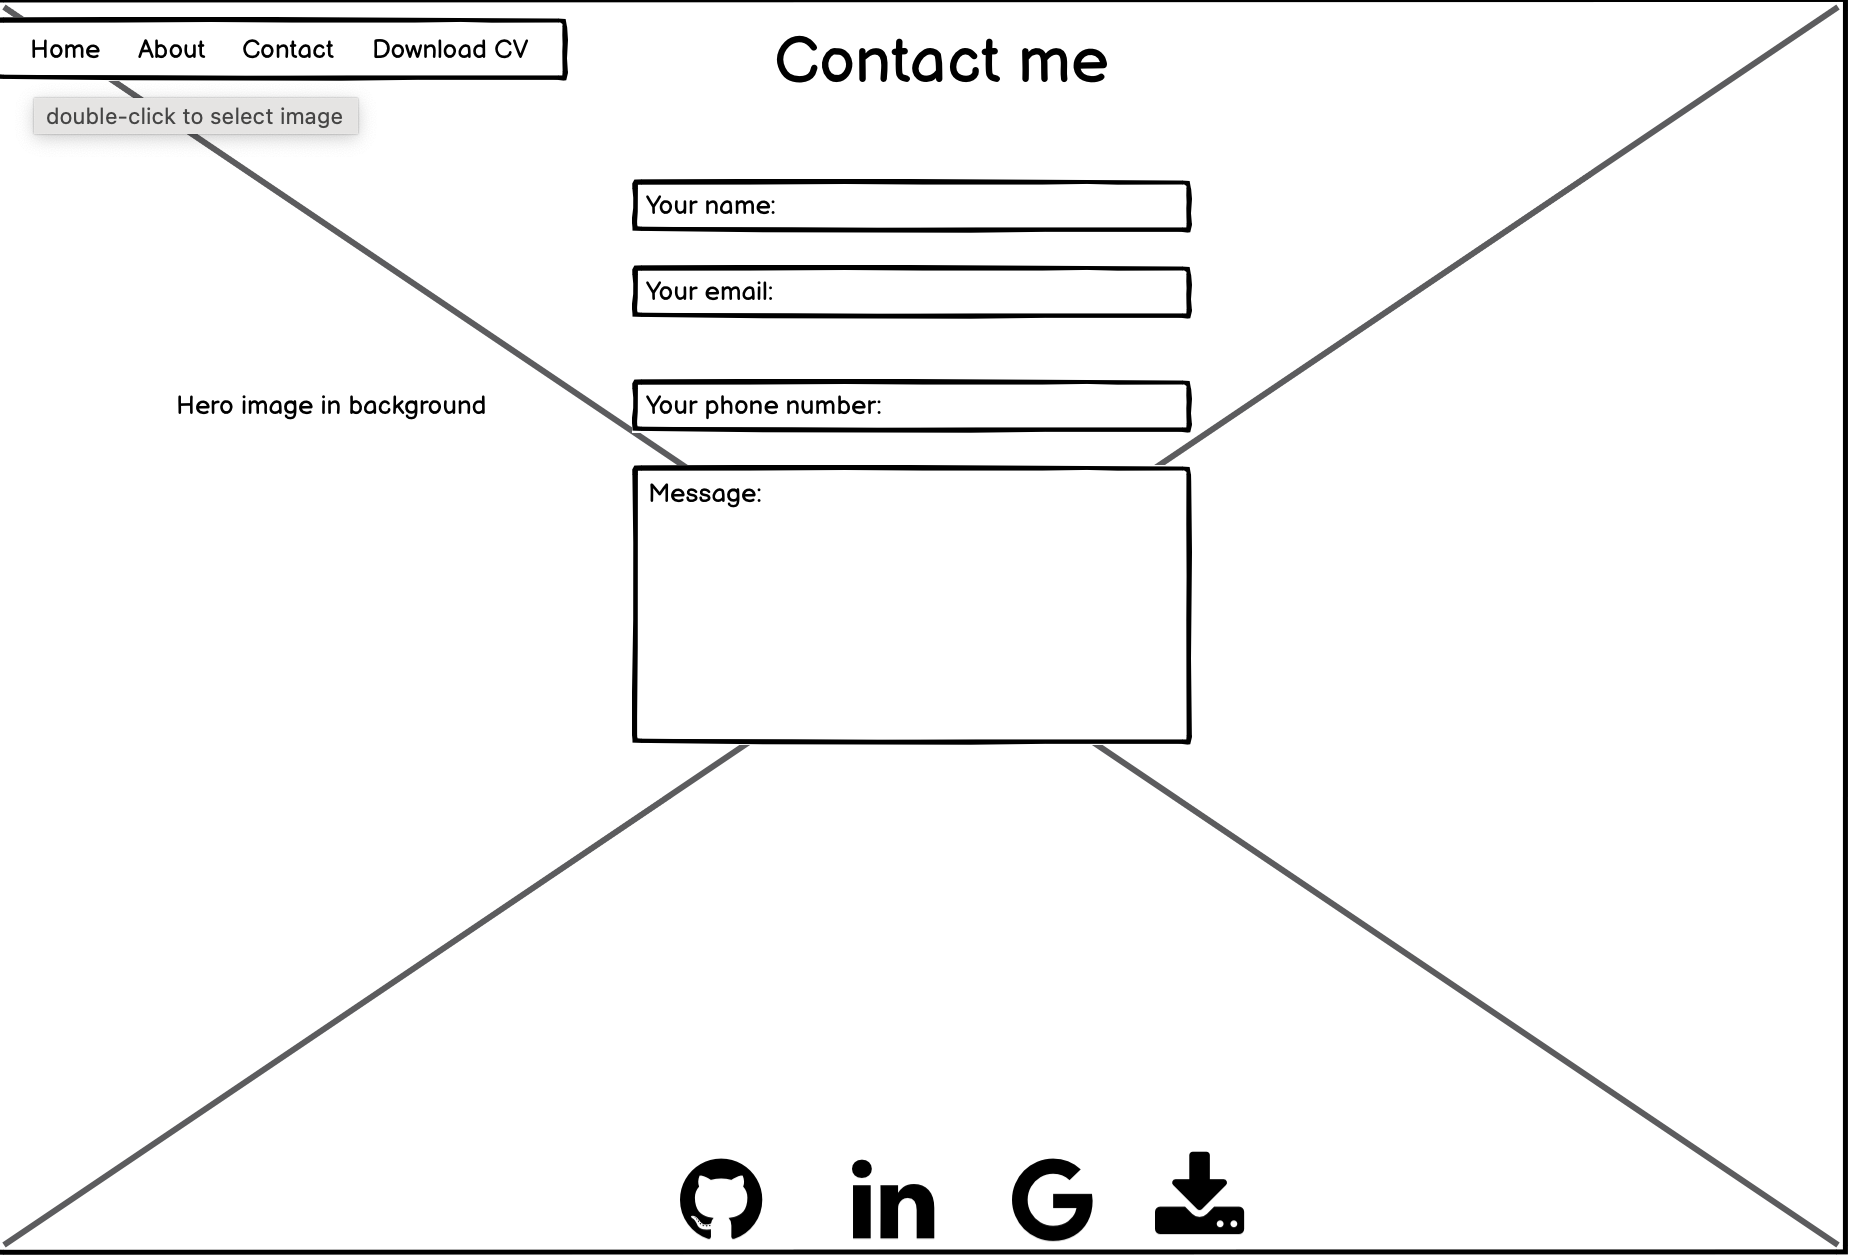 Home About Contact Download CV
Contact me
double-click to select image
Your name:
Your email:
Hero image in background
Your phone number:
Message:
in G